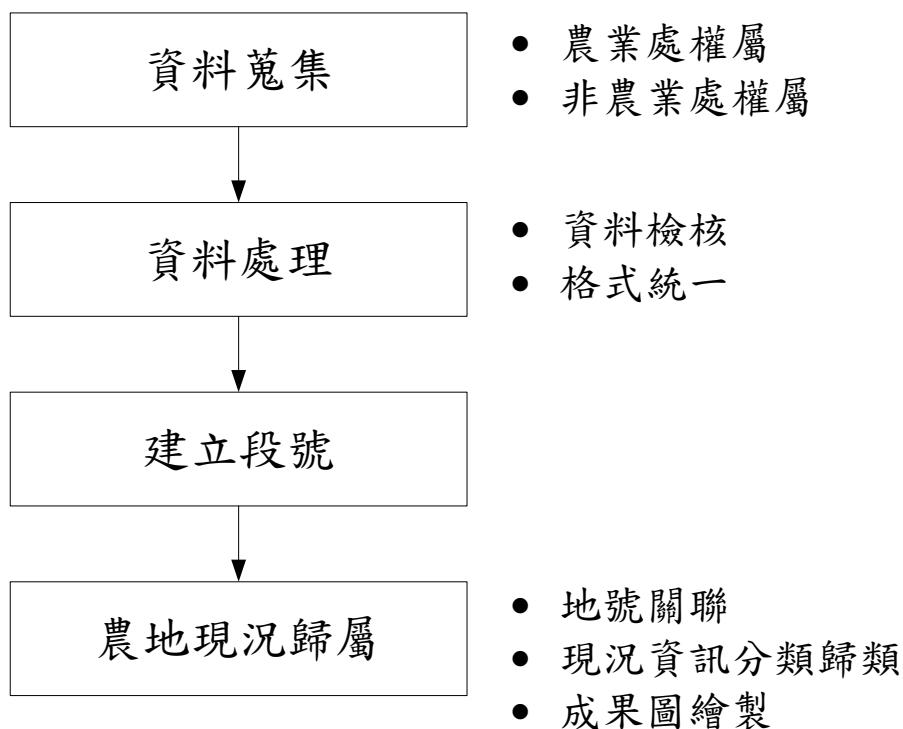 資料蒐集
• 農業處權屬
• 非農業處權屬
資料處理
• 資料檢核
• 格式統一
建立段號
農地現況歸屬
• 地號關聯
• 現況資訊分類歸類
• 成果圖繪製